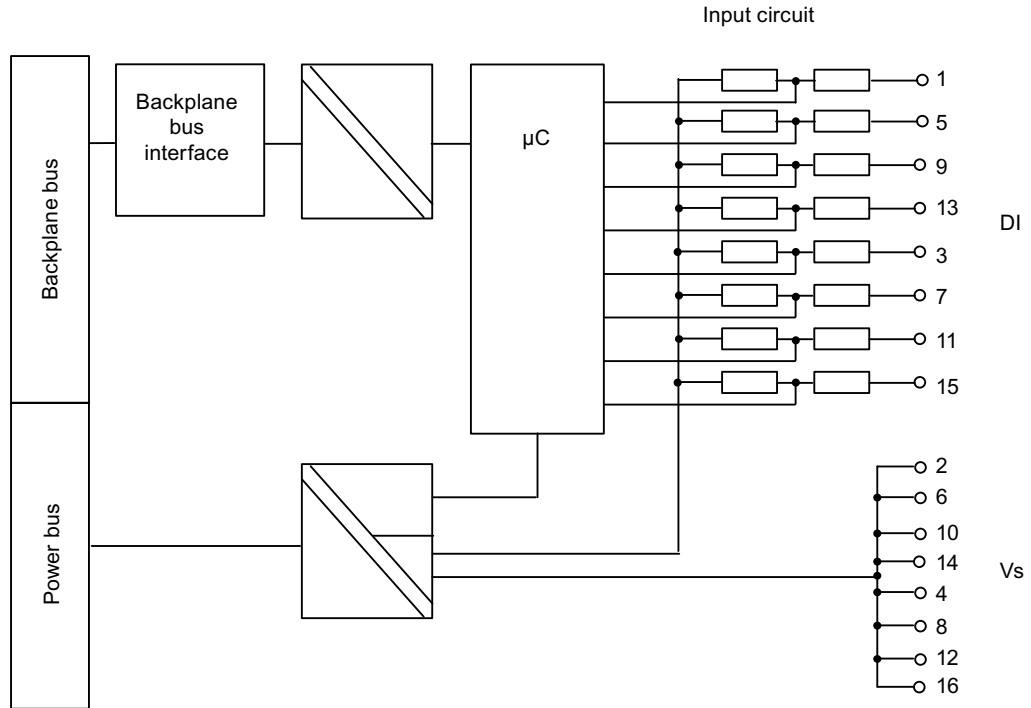 Input circuit
Backplane bus
Backplane
bus
interface
µC
1
5
9
13
3
7
11
15
DI
Power bus
2
6
10
14
4
8
12
16
Vs